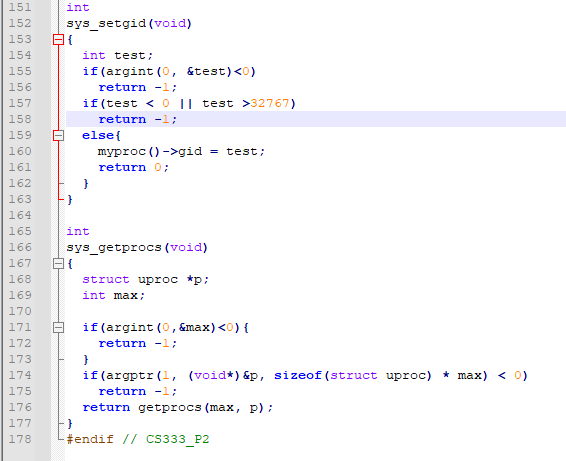 151 int
152 sys_setgid(void)
153 {
154   int test;
155   if(argint(0, &test)<0)
156     return -1;
157   if(test < 0 || test >32767)
158     return -1;
159   else{
160     myproc()->gid = test;
161     return 0;
162   }
163 }
164
165 int
166 sys_getprocs(void)
167 {
168   struct uproc *p;
169   int max;
170
171   if(argint(0,&max)<0){
172     return -1;
173   }
174   if(argptr(1, (void*)&p, sizeof(struct uproc) * max) < 0)
175     return -1;
176   return getprocs(max, p);
177 }
178 #endif // CS333_P2